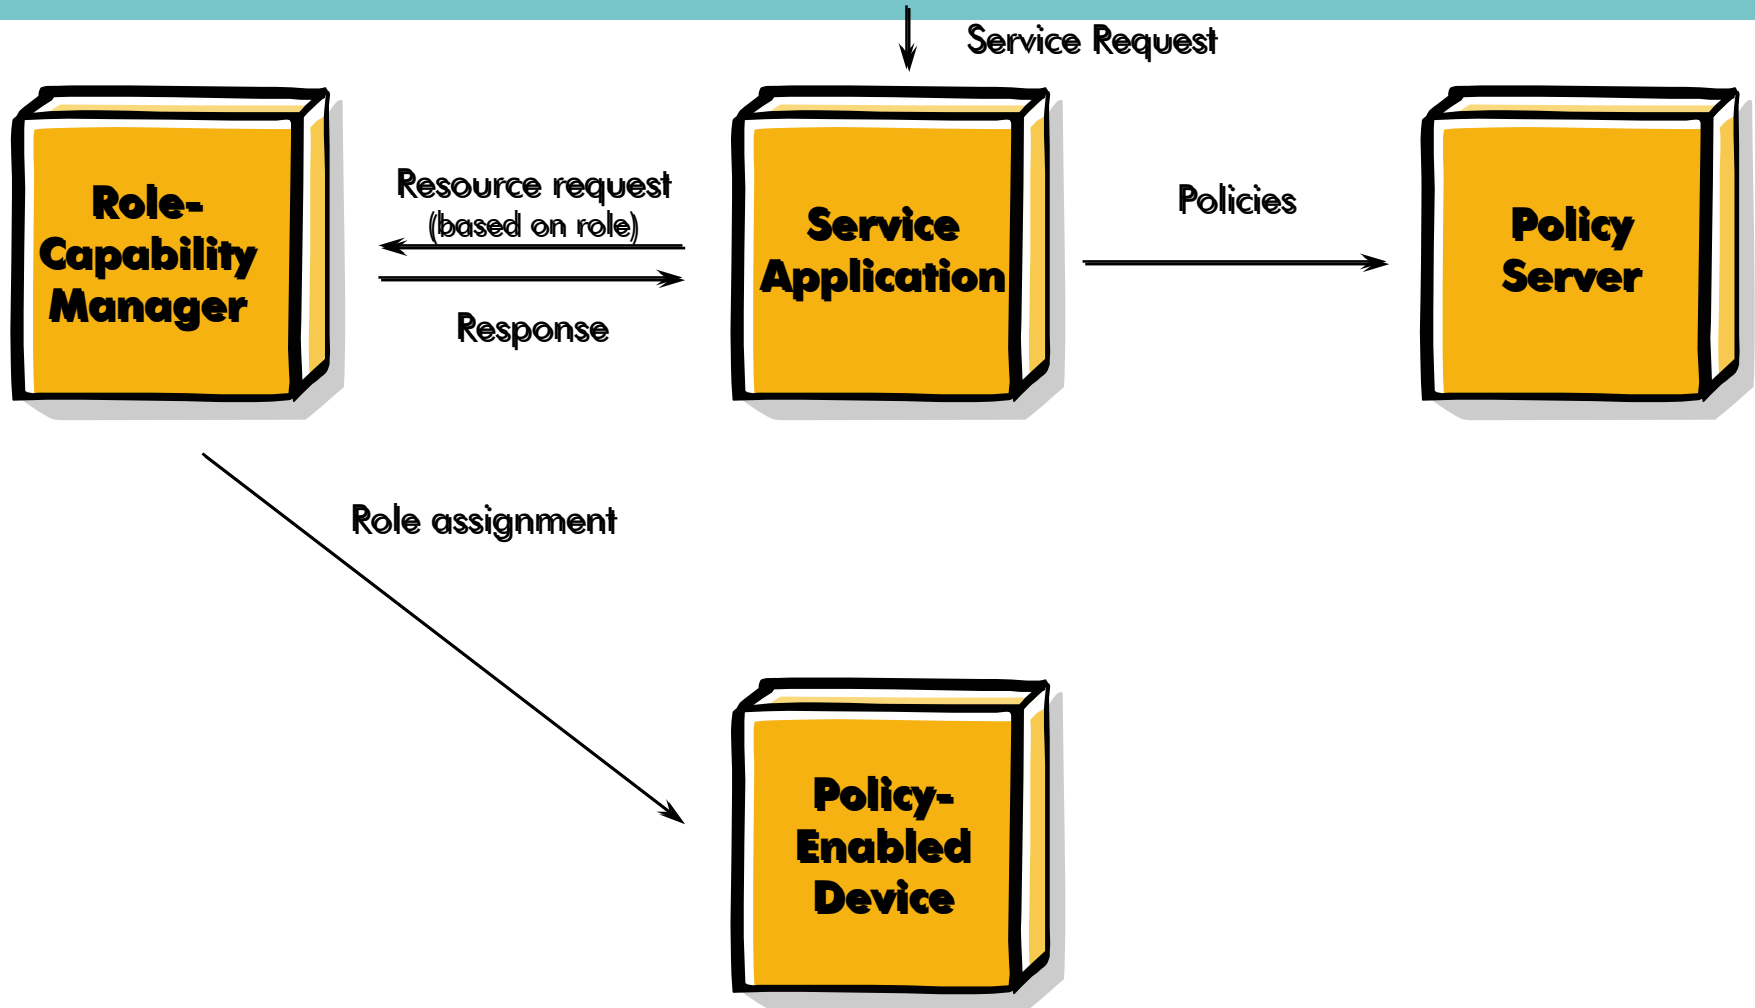 Service Request
Role-
Capability
Manager
Resource request
(based on role)
Response
Service
Application
Policies
Policy
Server
Role assignment
Policy-
Enabled
Device